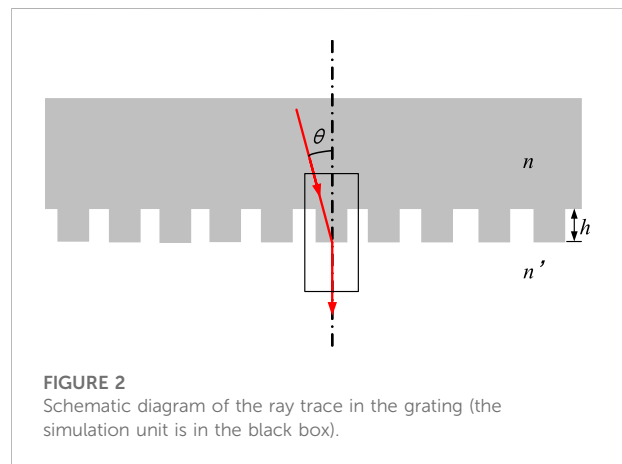 θ
n
h
n’
FIGURE 2
Schematic diagram of the ray trace in the grating (the
simulation unit is in the black box).